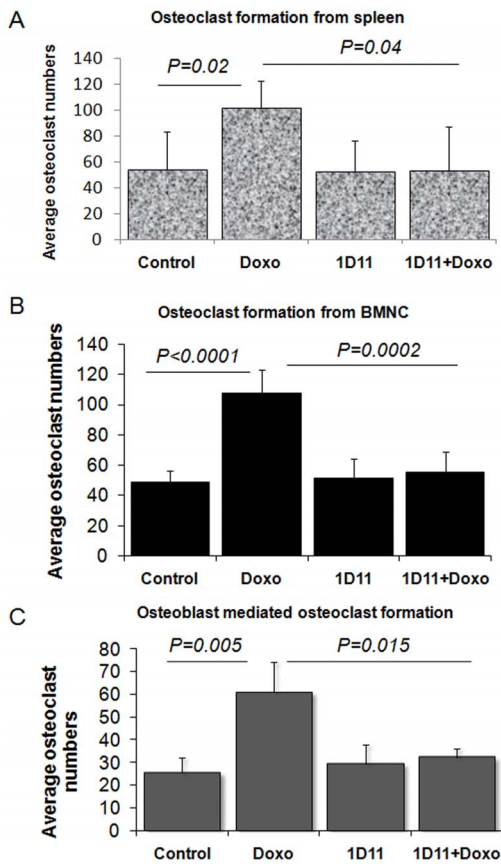 A
Osteoclast formation from spleen
Average osteoclast numbers
140
120
100
80
60
40
20
0
P=0.02
P=0.04
Control Doxo 1D11 1D11+Doxo
B
Osteoclast formation from BMNC
Average osteoclast numbers
140
120
100
80
60
40
20
0
P<0.0001
P=0.0002
Control Doxo 1D11 1D11+Doxo
C
Osteoblast mediated osteoclast formation
Average osteoclast
numbers
80
70
60
50
40
30
20
10
0
P=0.005
P=0.015
Control Doxo 1D11 1D11+Doxo